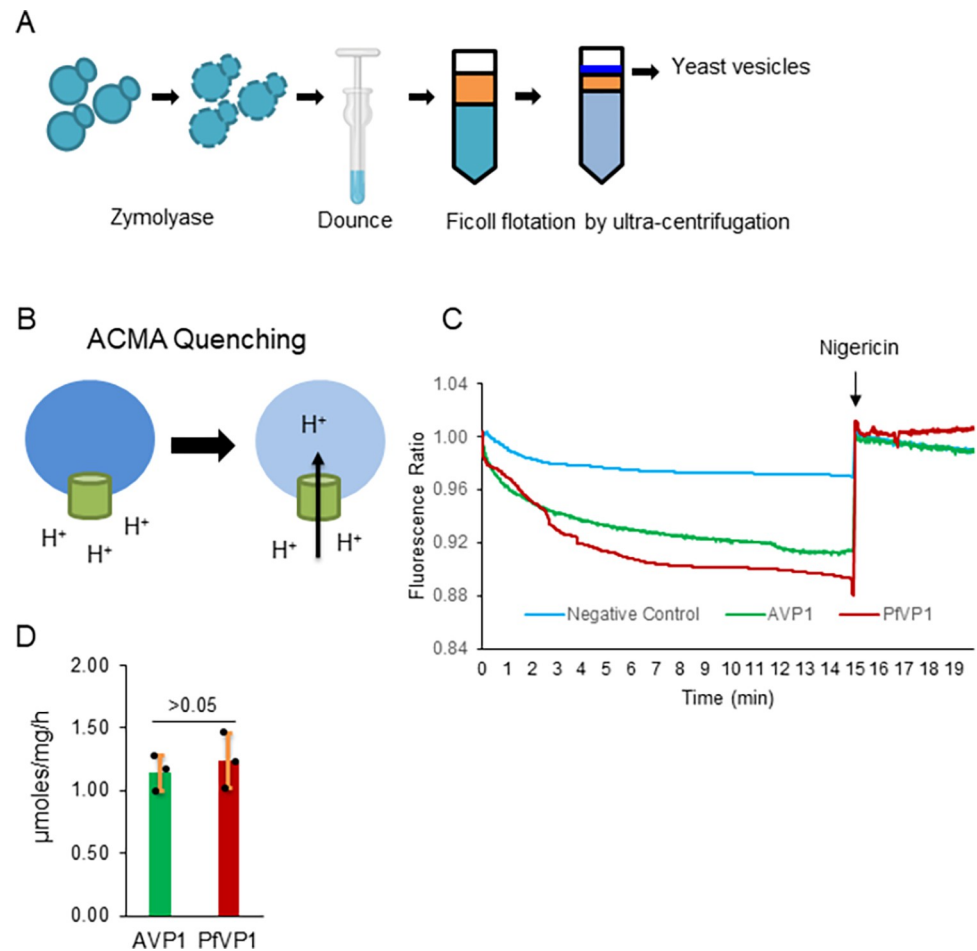 A
Yeast vesicles
Zymolyase
Dounce
Ficoll flotation by ultra-centrifugation
B
ACMA Quenching
H+
H+
H+
H+
H+
H+
C
Nigericin
1.04
1.00
0.96
0.92
0.88
0.84
Fluorescence Ratio
Negative Control
AVP1
PfVP1
0 1 2 3 4 5 6 7 8 9 10 11 12 13 14 15 16 17 18 19
Time (min)
D
2.00
1.50
1.00
0.50
0.00
µmoles/mg/h
>0.05
AVP1 PfVP1